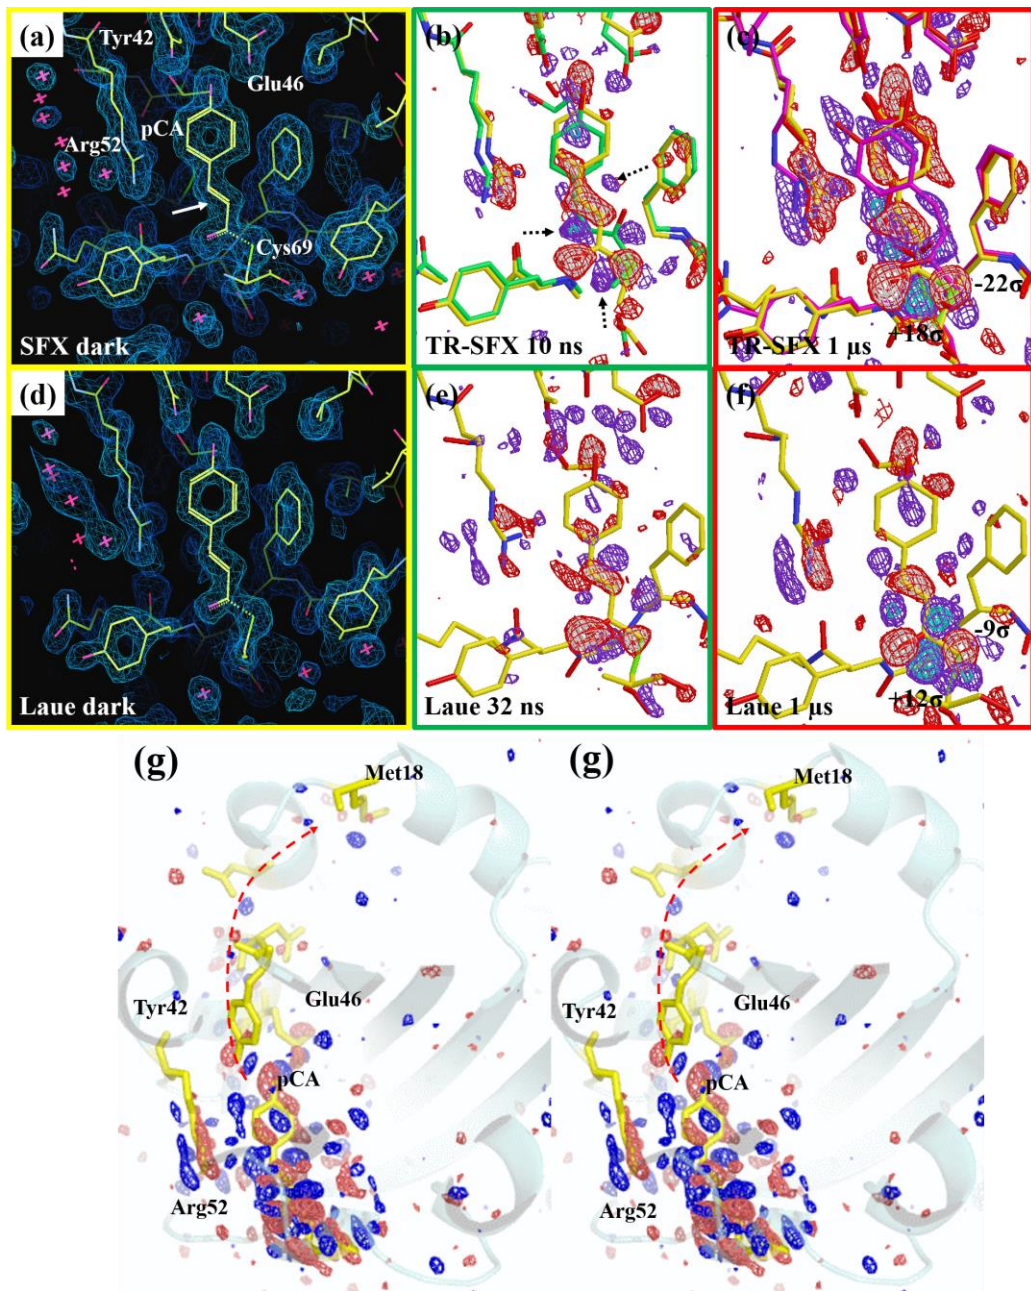 (a)
Tyr42
Glu46
pCA
Arg52
Cys69
SFX dark
(b)
TR-SFX 10 ns
(c)
-22σ
+18σ
TR-SFX 1 μs
(d)
Laue dark
(e)
Laue 32 ns
(f)
-9σ
+12σ
Laue 1 μs
(g)
Met18
Tyr42
Glu46
pCA
Arg52
(g)
Met18
Tyr42
Glu46
pCA
Arg52